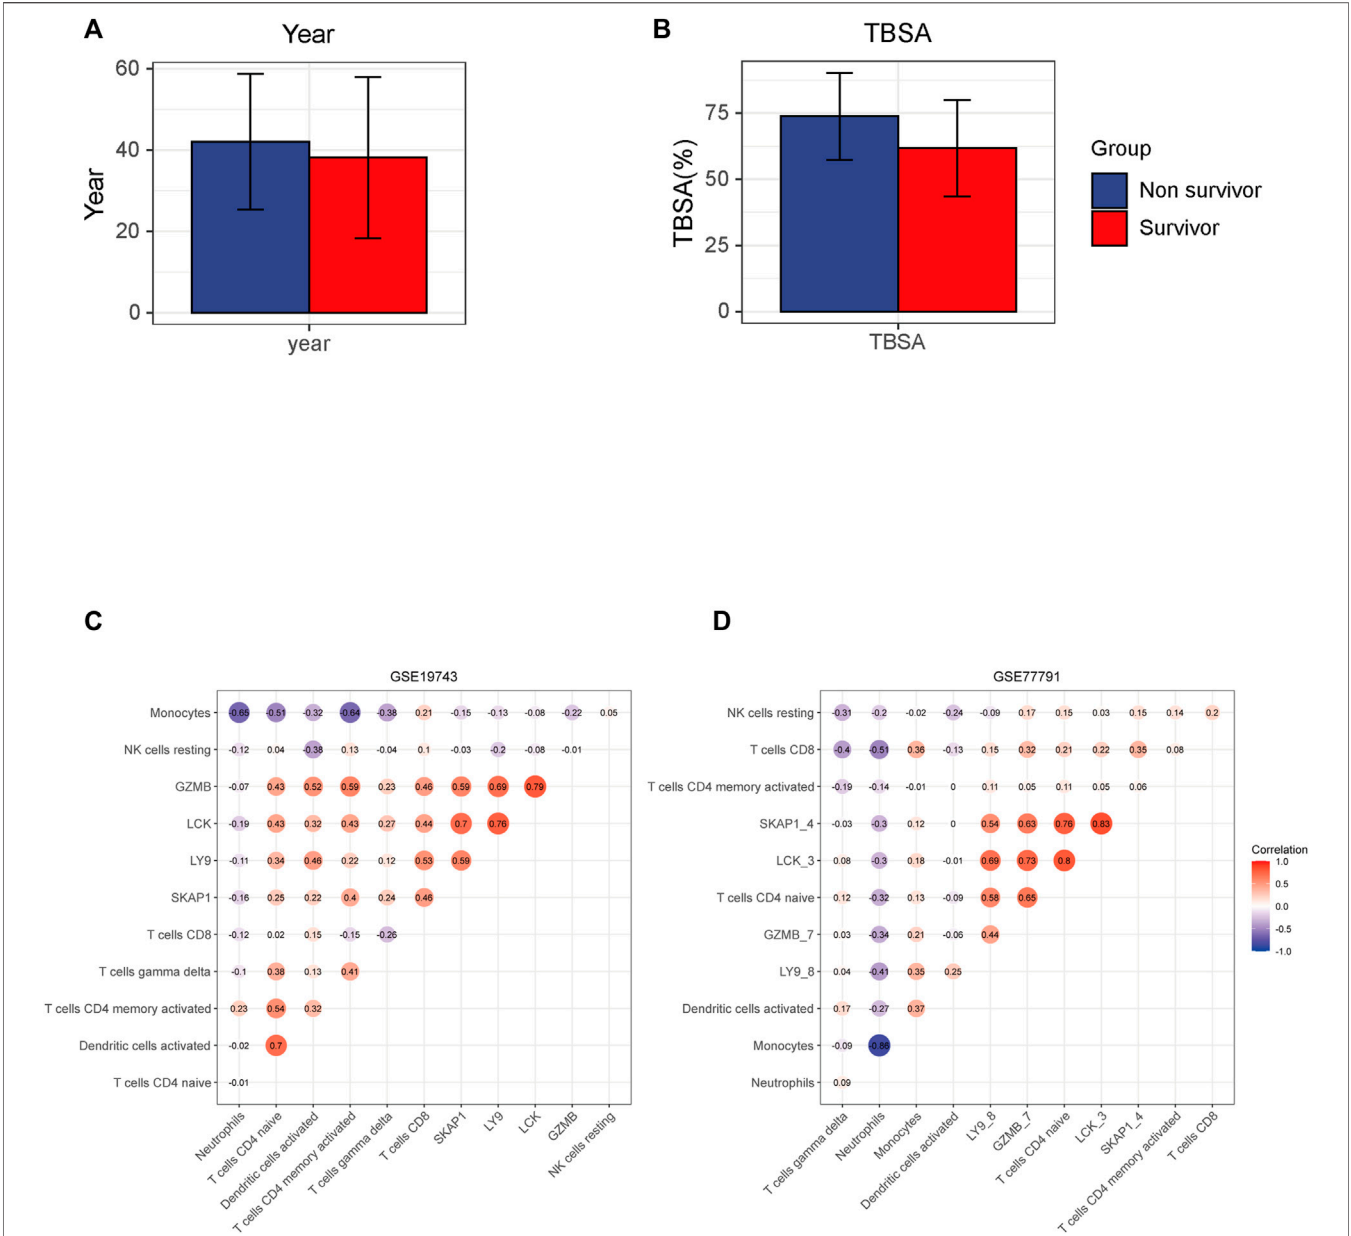 A
Year
60
40
20
0
Year
year
B
TBSA
75
50
25
0
TBSA(%)
TBSA
Group
Non survivor
Survivor
C
GSE19743
Monocytes -0.65 -0.51 -0.32 -0.64 -0.38 0.21 -0.15 -0.13 -0.08 -0.22 0.05
NK cells resting -0.12 0.04 -0.38 0.13 -0.04 0.1 -0.03 -0.2 -0.08 -0.01
GZMB -0.07 0.43 0.52 0.59 0.23 0.46 0.59 0.69 0.79
LCK -0.19 0.43 0.32 0.43 0.27 0.44 0.7 0.76
LY9 -0.11 0.34 0.46 0.22 0.12 0.53 0.59
SKAP1 -0.16 0.25 0.22 0.4 0.24 0.46
T cells CD8 -0.12 0.02 0.15 -0.15 -0.26
T cells gamma delta -0.1 0.38 0.13 0.41
T cells CD4 memory activated 0.23 0.54 0.32
Dendritic cells activated -0.02 0.7
T cells CD4 naive -0.01
Neutrophils
T cells CD4 naive
Dendritic cells activated
T cells CD4 memory activated
T cells gamma delta
T cells CD8
SKAP1
LY9
LCK
GZMB
NK cells resting
D
GSE77791
NK cells resting -0.31 -0.2 -0.02 -0.24 -0.09 0.17 0.15 0.03 0.15 0.14 0.2
T cells CD8 -0.4 -0.51 0.36 -0.13 0.15 0.32 0.21 0.22 0.35 0.08
T cells CD4 memory activated -0.19 -0.14 -0.01 0 0.11 0.05 0.11 0.05 0.06
SKAP1_4 -0.03 -0.3 0.12 0 0.54 0.63 0.76 0.83
LCK_3 0.08 -0.3 0.18 -0.01 0.69 0.73 0.8
T cells CD4 naive 0.12 -0.32 0.13 -0.09 0.58 0.65
GZMB_7 0.03 -0.34 0.21 -0.06 0.44
LY9_8 0.04 -0.41 0.35 0.25
Dendritic cells activated 0.17 -0.27 0.37
Monocytes -0.09
Neutrophils 0.09
T cells gamma delta
Neutrophils
Monocytes
Dendritic cells activated
LY9_8
GZMB_7
T cells CD4 naive
LCK_3
SKAP1_4
T cells CD4 memory activated
T cells CD8
Correlation
1.0
0.5
0.0
-0.5
-1.0